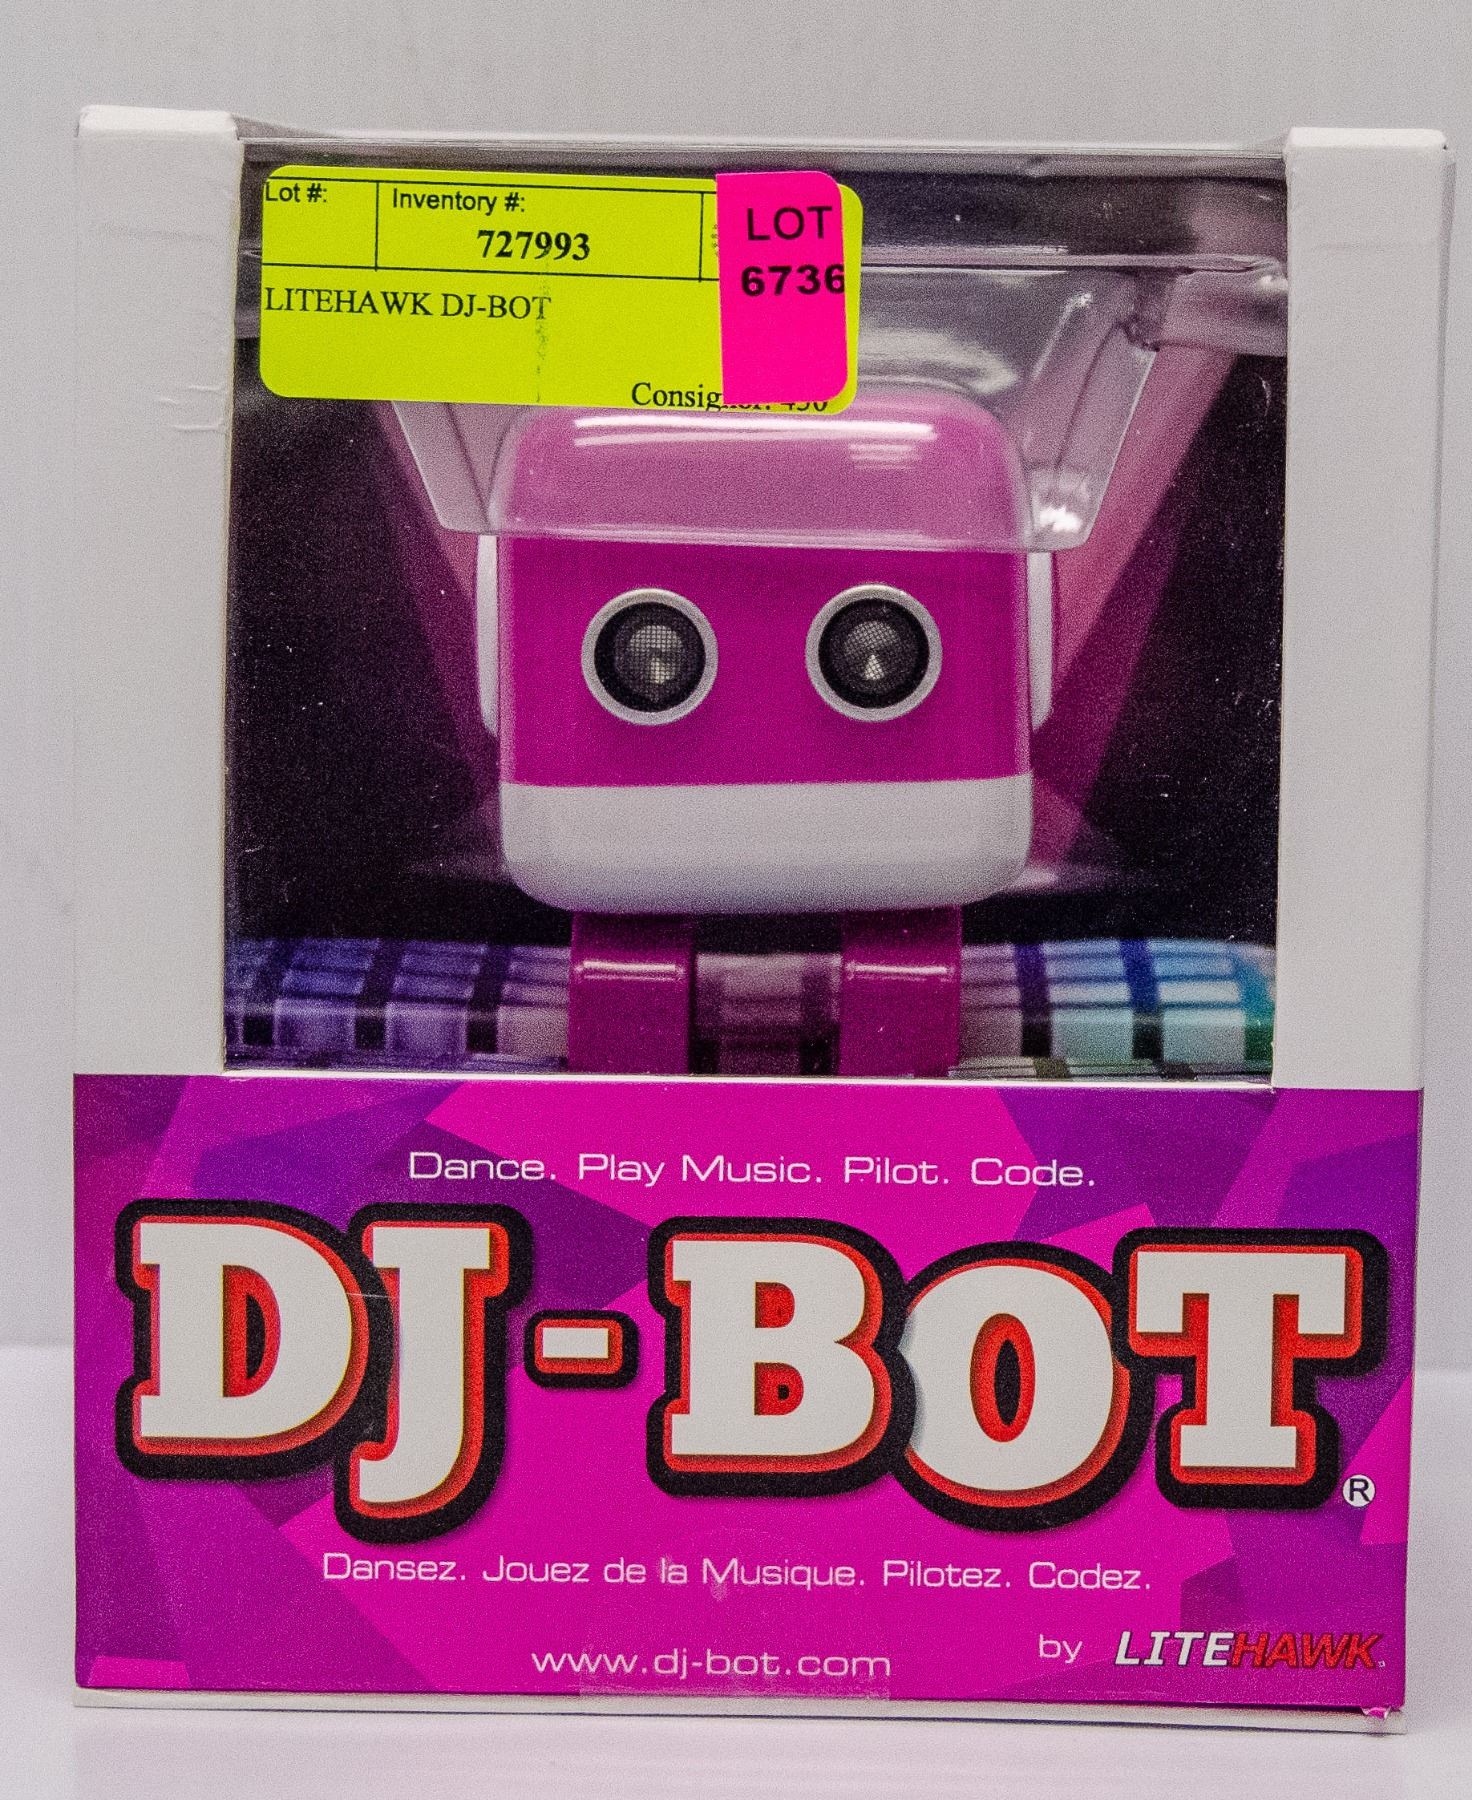 Lot #:
Inventory #:
727993
LOT
6736
LITEHAWK DJ-BOT
Dance. Play Music. Pilot. Code.
DJ-BOT®
Dansez. Jouez de la Musique. Pilotez. Codez.
by LITEHAWK
www.dj-bot.com